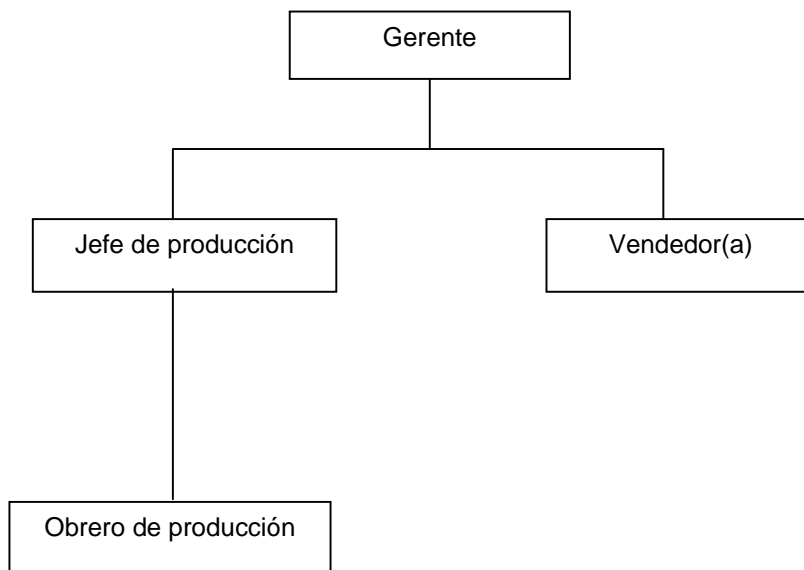 Gerente
Jefe de producción
Vendedor(a)
Obrero de producción